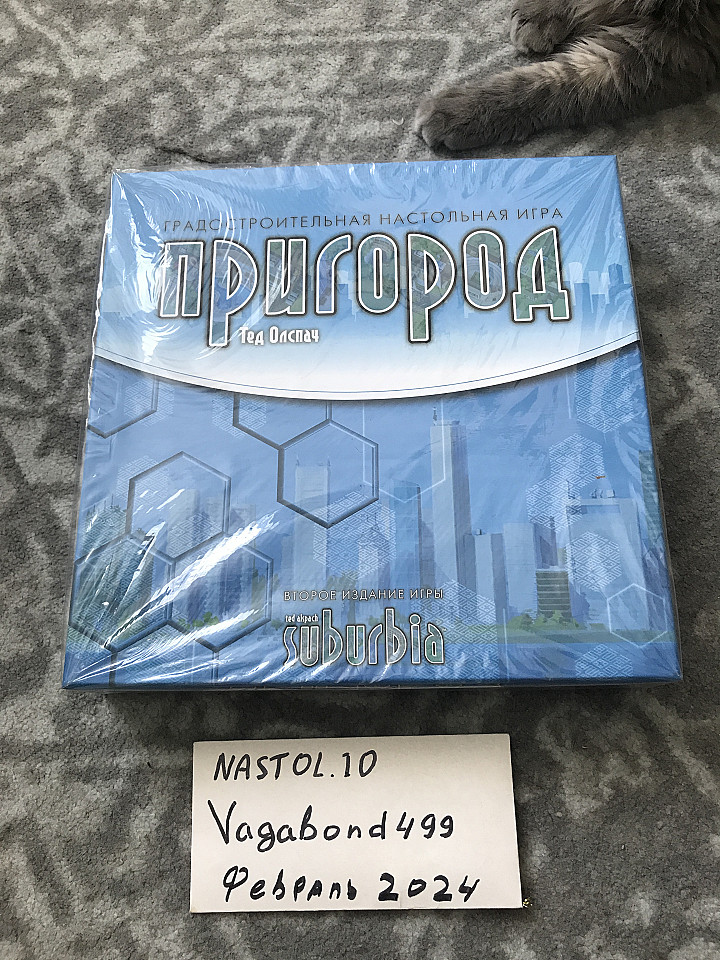 ГРАДОСТРОИТЕЛЬНАЯ НАСТОЛЬНАЯ ИГРА
пригород
Тед Олспач
ВТОРОЕ ИЗДАНИЕ ИГРЫ
ted alspach
suburbia
NASTOL.10
Vagabond499
Февраль 2024